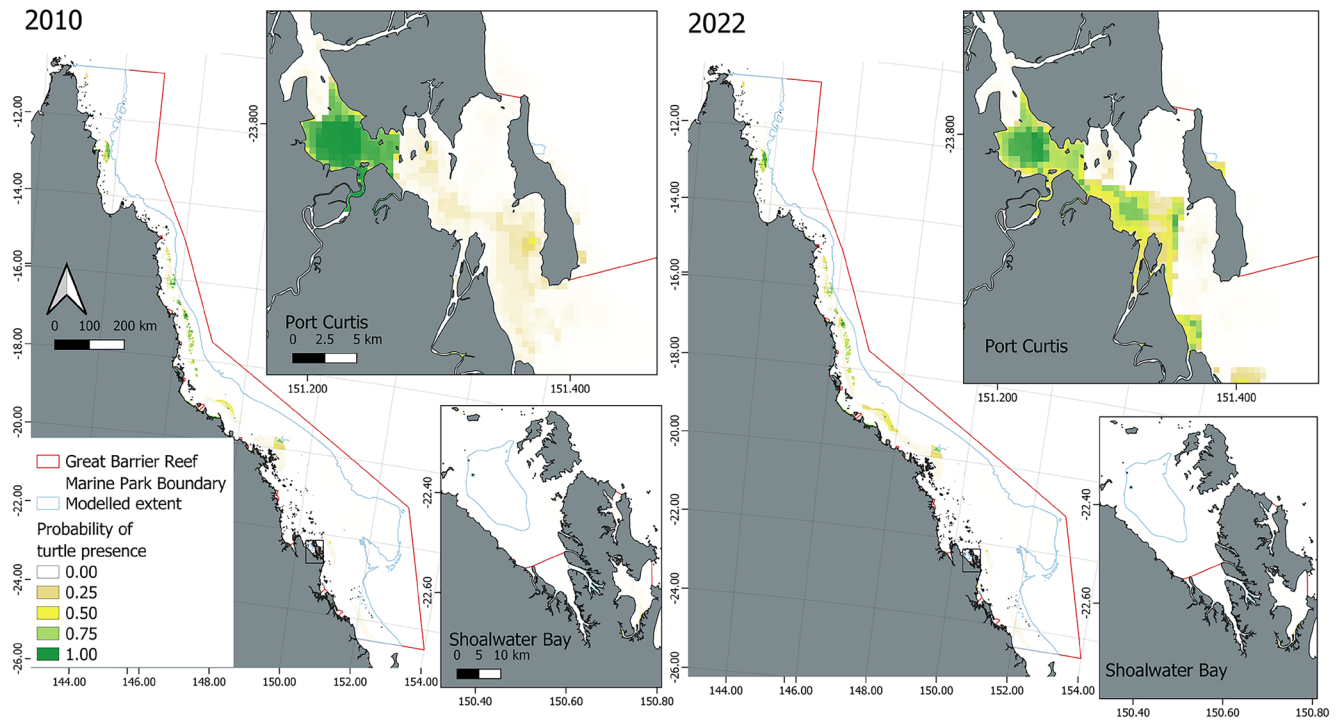 2010
-12.00
-14.00
-16.00
-18.00
-20.00
-22.00
-24.00
-26.00
0 100 200 km
-23.800
Port Curtis
0 2.5 5 km
151.200 151.400
Great Barrier Reef
Marine Park Boundary
Modelled extent
Probability of
turtle presence
0.00
0.25
0.50
0.75
1.00
144.00 146.00 148.00 150.00 152.00 154.00
-22.40
-22.60
Shoalwater Bay
0 5 10 km
150.40 150.60 150.80
2022
-12.00
-14.00
-16.00
-18.00
-20.00
-22.00
-24.00
-26.00
-23.800
Port Curtis
151.200 151.400
144.00 146.00 148.00 150.00 152.00 154.00
-22.40
-22.60
Shoalwater Bay
150.40 150.60 150.80